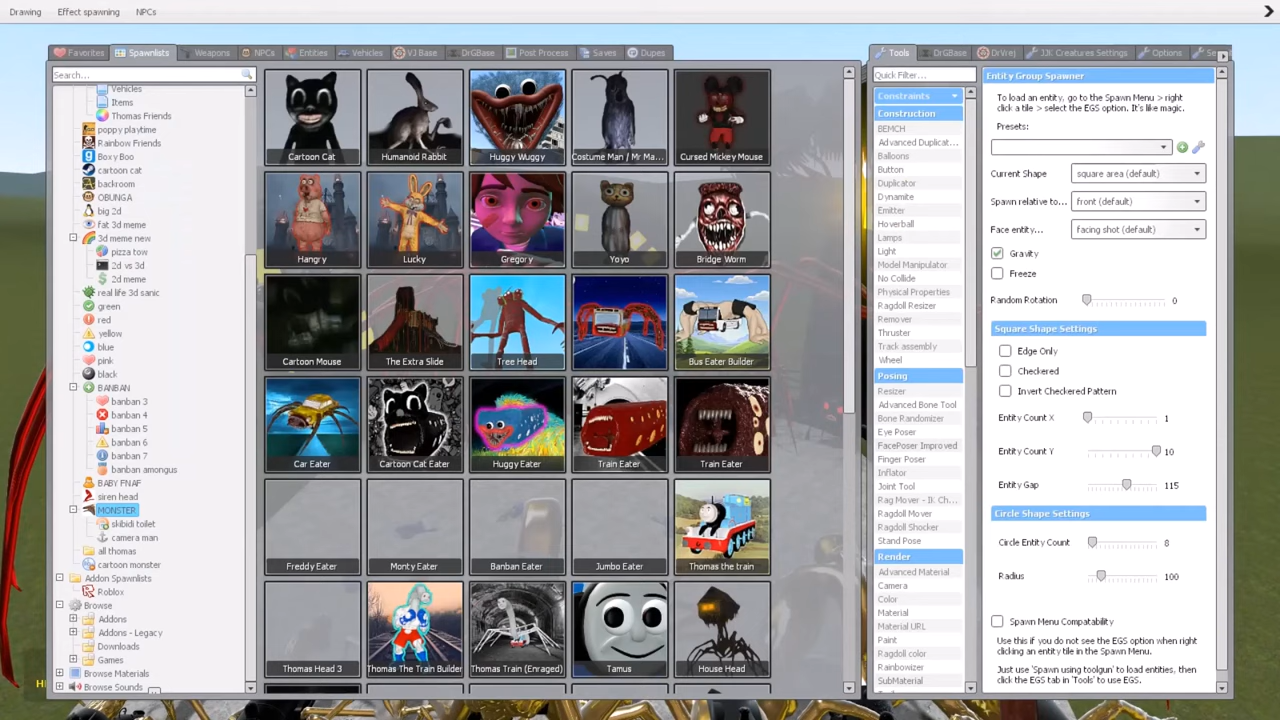 Drawing Effect spawning NPCs
Favorites Spawnlists Weapons NPCs Entities Vehicles VJ Base DrGBase Post Process Saves Dupes
Search...
Vehicles
Items
Thomas Friends
poppy playtime
Rainbow Friends
Boxy Boo
cartoon cat
backroom
OBUNGA
big 2d
fat 3d meme
3d meme new
pizza tow
2d vs 3d
2d meme
real life 3d sanic
green
red
yellow
blue
pink
black
BANBAN
banban 3
banban 4
banban 5
banban 6
banban 7
banban amongus
BABY FNAF
siren head
MONSTER
skibidi toilet
camera man
all thomas
cartoon monster
Addon Spawnlists
Roblox
Browse
Addons
Addons - Legacy
Downloads
Games
Browse Materials
Browse Sounds
Cartoon Cat Humanoid Rabbit Huggy Wuggy Costume Man / Mr Ma... Cursed Mickey Mouse
Hangry Lucky Gregory Yoyo Bridge Worm
Cartoon Mouse The Extra Slide Tree Head Bus Eater Builder
Car Eater Cartoon Cat Eater Huggy Eater Train Eater Train Eater
Freddy Eater Monty Eater Banban Eater Jumbo Eater Thomas the train
Thomas Head 3 Thomas The Train Builder Thomas Train (Enraged) Tamus House Head
Tools DrGBase DrVrej JJK Creatures Settings Options Se
Quick Filter...
Constraints
Construction
BEMCH
Advanced Duplicat...
Balloons
Button
Duplicator
Dynamite
Emitter
Hoverball
Lamps
Light
Model Manipulator
No Collide
Physical Properties
Ragdoll Resizer
Remover
Thruster
Track assembly
Wheel
Posing
Resizer
Advanced Bone Tool
Bone Randomizer
Eye Poser
FacePoser Improved
Finger Poser
Inflator
Joint Tool
Rag Mover - IK Ch...
Ragdoll Mover
Ragdoll Shocker
Stand Pose
Render
Advanced Material
Camera
Color
Material
Material URL
Paint
Ragdoll color
Rainbowizer
SubMaterial
Entity Group Spawner
To load an entity, go to the Spawn Menu > right
click a tile > select the EGS option. It's like magic.
Presets:
Current Shape square area (default)
Spawn relative to... front (default)
Face entity... facing shot (default)
Gravity
Freeze
Random Rotation 0
Square Shape Settings
Edge Only
Checkered
Invert Checkered Pattern
Entity Count X 1
Entity Count Y 10
Entity Gap 115
Circle Shape Settings
Circle Entity Count 8
Radius 100
Spawn Menu Compatability
Use this if you do not see the EGS option when right
clicking an entity tile in the Spawn Menu.
Just use 'Spawn using toolgun' to load entities, then
click the EGS tab in 'Tools' to use EGS.